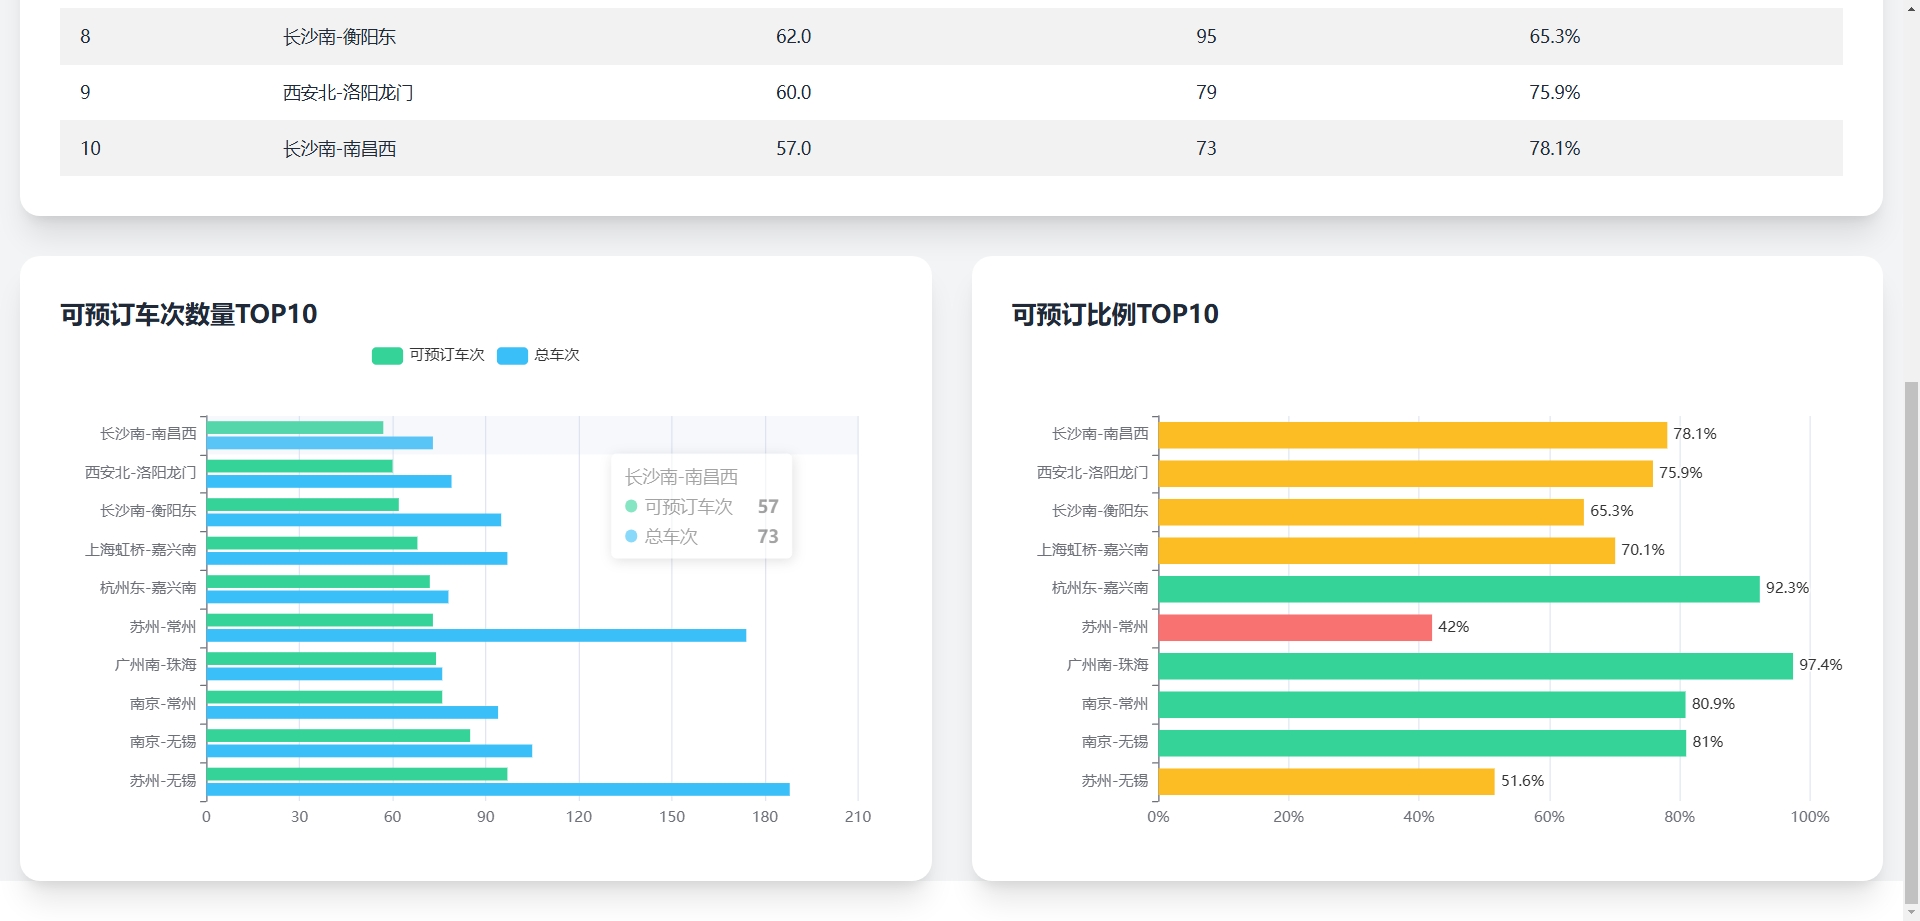 8 长沙南-衡阳东 62.0 95 65.3%
9 西安北-洛阳龙门 60.0 79 75.9%
10 长沙南-南昌西 57.0 73 78.1%
可预订车次数量TOP10
可预订车次 总车次
长沙南-南昌西
西安北-洛阳龙门
长沙南-衡阳东
上海虹桥-嘉兴南
杭州东-嘉兴南
苏州-常州
广州南-珠海
南京-常州
南京-无锡
苏州-无锡
0 30 60 90 120 150 180 210
长沙南-南昌西
可预订车次 57
总车次 73
可预订比例TOP10
长沙南-南昌西 78.1%
西安北-洛阳龙门 75.9%
长沙南-衡阳东 65.3%
上海虹桥-嘉兴南 70.1%
杭州东-嘉兴南 92.3%
苏州-常州 42%
广州南-珠海 97.4%
南京-常州 80.9%
南京-无锡 81%
苏州-无锡 51.6%
0% 20% 40% 60% 80% 100%